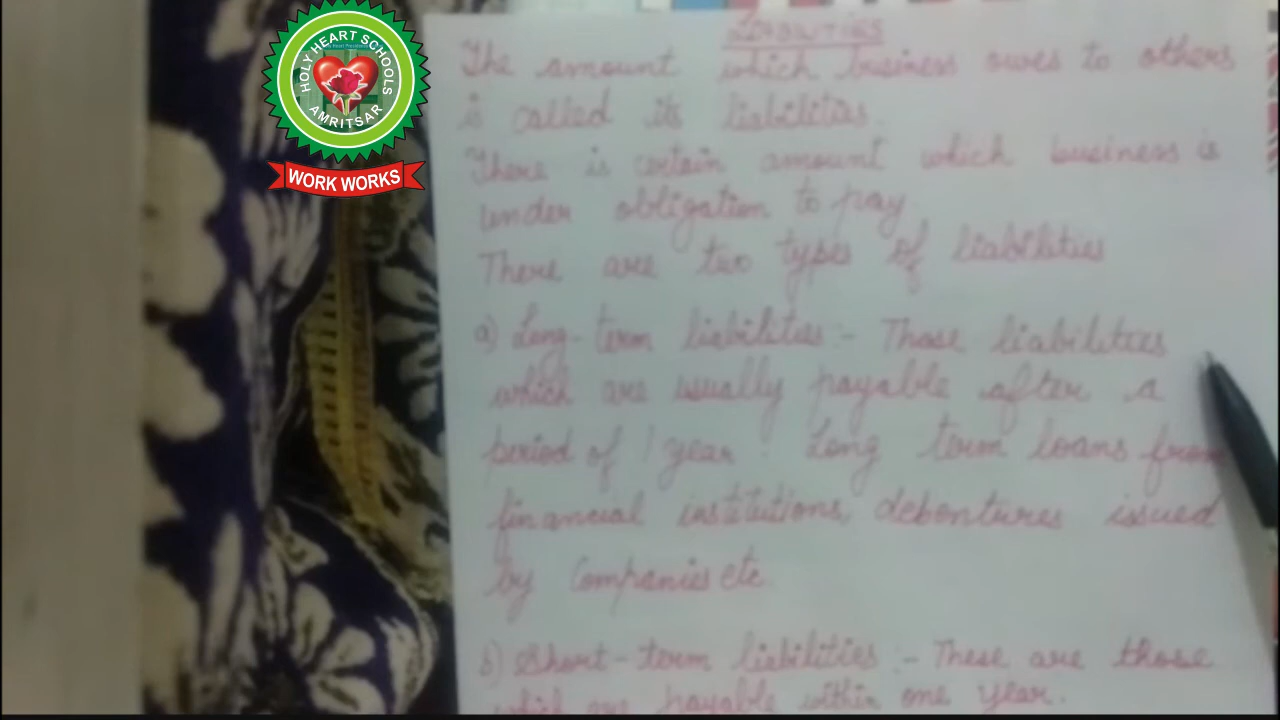 HOLY HEART SCHOOLS
AMRITSAR
WORK WORKS
Liabilities
The amount which business owes to others
is called its liabilities.
There is certain amount which business is
under obligation to pay.
There are two types of liabilities
a) Long-term liabilities :- Those liabilities
which are usually payable after a
period of 1 year. Long term loans from
financial institutions, debentures issued
by Companies etc.
b) Short-term liabilities :- These are those
which are payable within one year.